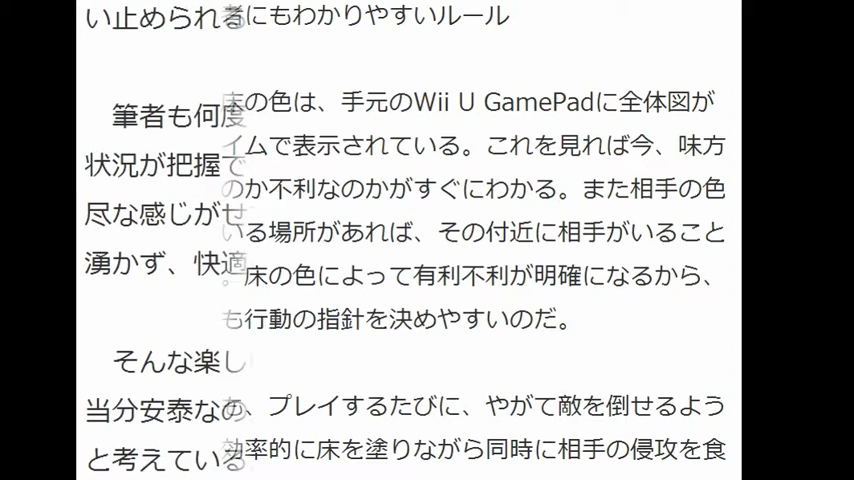 い止められる
筆者も何度
状況が把握で
尽な感じがせ
湧かず、快適
そんな楽し
当分安泰なの
と考えている
者にもわかりやすいルール
床の色は、手元のWii U GamePadに全体図が
イムで表示されている。これを見れば今、味方
のか不利なのかがすぐにわかる。また相手の色
いる場所があれば、その付近に相手がいること
。床の色によって有利不利が明確になるから、
も行動の指針を決めやすいのだ。
、プレイするたびに、やがて敵を倒せるよう
効率的に床を塗りながら同時に相手の侵攻を食